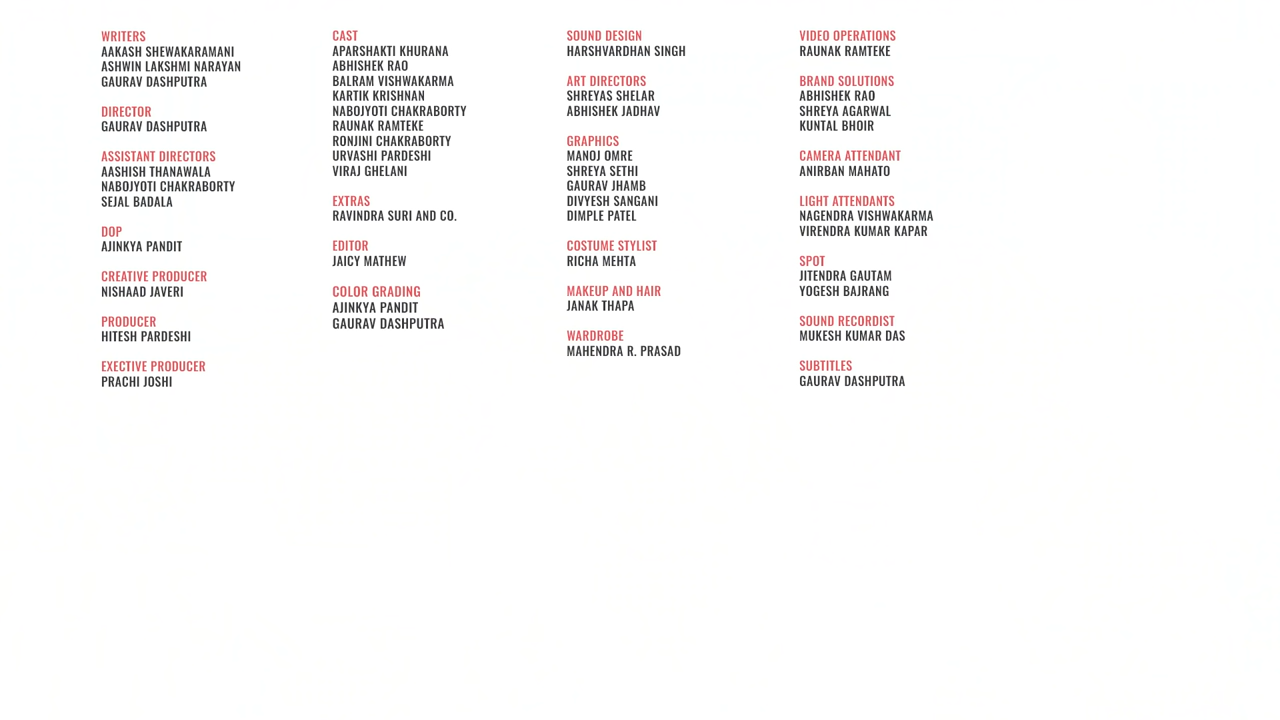 WRITERS
AAKASH SHEWAKARAMANI
ASHWIN LAKSHMI NARAYAN
GAURAV DASHPUTRA
DIRECTOR
GAURAV DASHPUTRA
ASSISTANT DIRECTORS
AASHISH THANAWALA
NABOJYOTI CHAKRABORTY
SEJAL BADALA
DOP
AJINKYA PANDIT
CREATIVE PRODUCER
NISHAAD JAVERI
PRODUCER
HITESH PARDESHI
EXECTIVE PRODUCER
PRACHI JOSHI
CAST
APARSHAKTI KHURANA
ABHISHEK RAO
BALRAM VISHWAKARMA
KARTIK KRISHNAN
NABOJYOTI CHAKRABORTY
RAUNAK RAMTEKE
RONJINI CHAKRABORTY
URVASHI PARDESHI
VIRAJ GHELANI
EXTRAS
RAVINDRA SURI AND CO.
EDITOR
JAICY MATHEW
COLOR GRADING
AJINKYA PANDIT
GAURAV DASHPUTRA
SOUND DESIGN
HARSHVARDHAN SINGH
ART DIRECTORS
SHREYAS SHELAR
ABHISHEK JADHAV
GRAPHICS
MANOJ OMRE
SHREYA SETHI
GAURAV JHAMB
DIVYESH SANGANI
DIMPLE PATEL
COSTUME STYLIST
RICHA MEHTA
MAKEUP AND HAIR
JANAK THAPA
WARDROBE
MAHENDRA R. PRASAD
VIDEO OPERATIONS
RAUNAK RAMTEKE
BRAND SOLUTIONS
ABHISHEK RAO
SHREYA AGARWAL
KUNTAL BHOIR
CAMERA ATTENDANT
ANIRBAN MAHATO
LIGHT ATTENDANTS
NAGENDRA VISHWAKARMA
VIRENDRA KUMAR KAPAR
SPOT
JITENDRA GAUTAM
YOGESH BAJRANG
SOUND RECORDIST
MUKESH KUMAR DAS
SUBTITLES
GAURAV DASHPUTRA